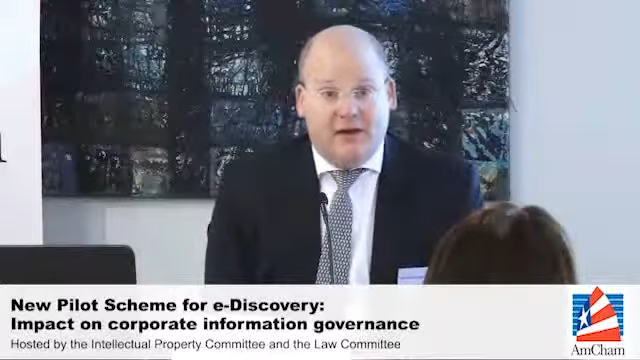 New Pilot Scheme for e-Discovery:
Impact on corporate information governance
Hosted by the Intellectual Property Committee and the Law Committee
AmCham